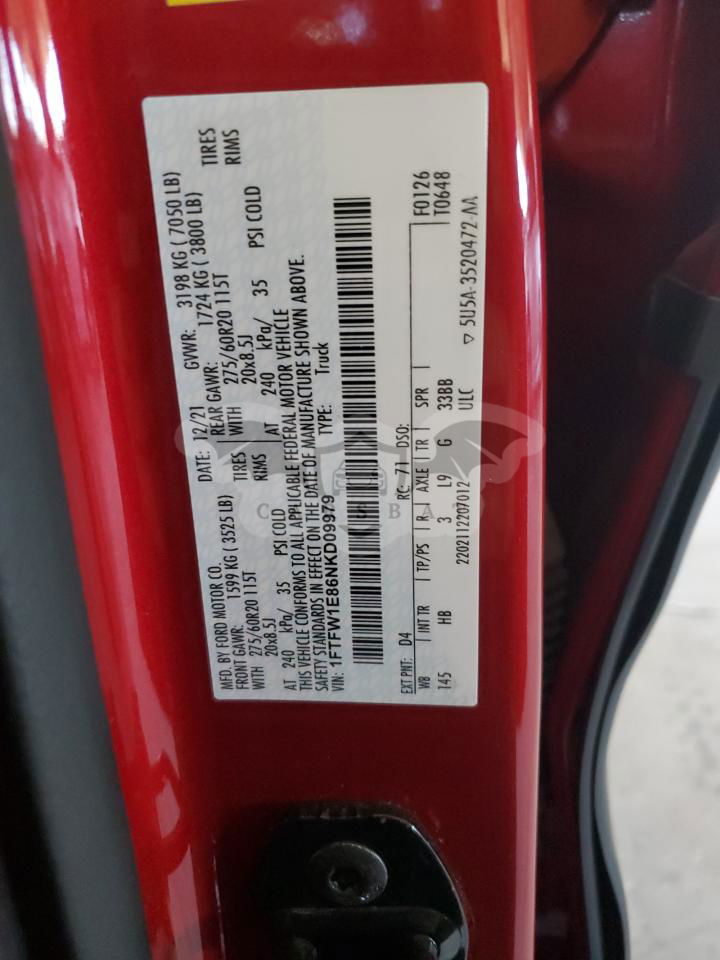 MFD. BY FORD MOTOR CO. DATE: 12/21 GVWR: 3198 KG ( 7050 LB)
FRONT GAWR: 1599 KG (3525 LB) REAR GAWR: 1724 KG ( 3800 LB)
WITH 275/60R20 115T TIRES WITH 275/60R20 115T TIRES
20x8.5J RIMS 20x8.5J RIMS
AT 240 kPa/ 35 PSI COLD AT 240 kPa/ 35 PSI COLD
THIS VEHICLE CONFORMS TO ALL APPLICABLE FEDERAL MOTOR VEHICLE
SAFETY STANDARDS IN EFFECT ON THE DATE OF MANUFACTURE SHOWN ABOVE.
VIN: 1FTFW1E86NKD09979 TYPE: Truck
EXT PNT: D4 RC: 71 DSO: F0126
WB INT TR TP/PS R AXLE TR SPR T0648
145 HB 3 L9 G 33BB
2202112207012 ULC ▽ 5U5A-3520472-AA